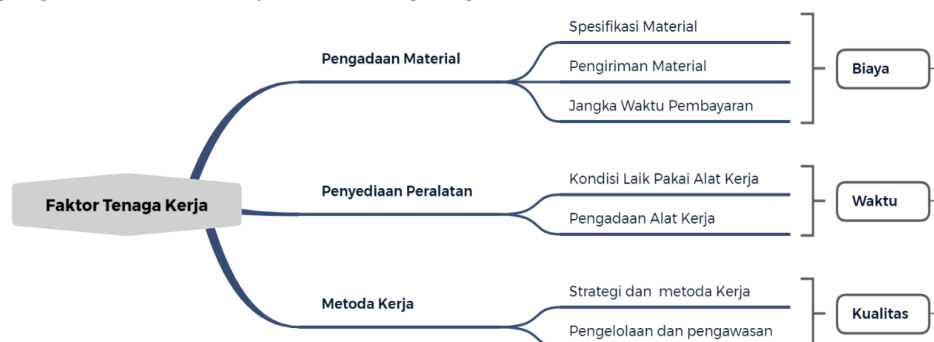 Spesifikasi Material
Pengadaan Material
Pengiriman Material
Biaya
Jangka Waktu Pembayaran
Kondisi Laik Pakai Alat Kerja
Penyediaan Peralatan
Waktu
Faktor Tenaga Kerja
Pengadaan Alat Kerja
Strategi dan metoda Kerja
Metoda Kerja
Kualitas
Pengelolaan dan pengawasan